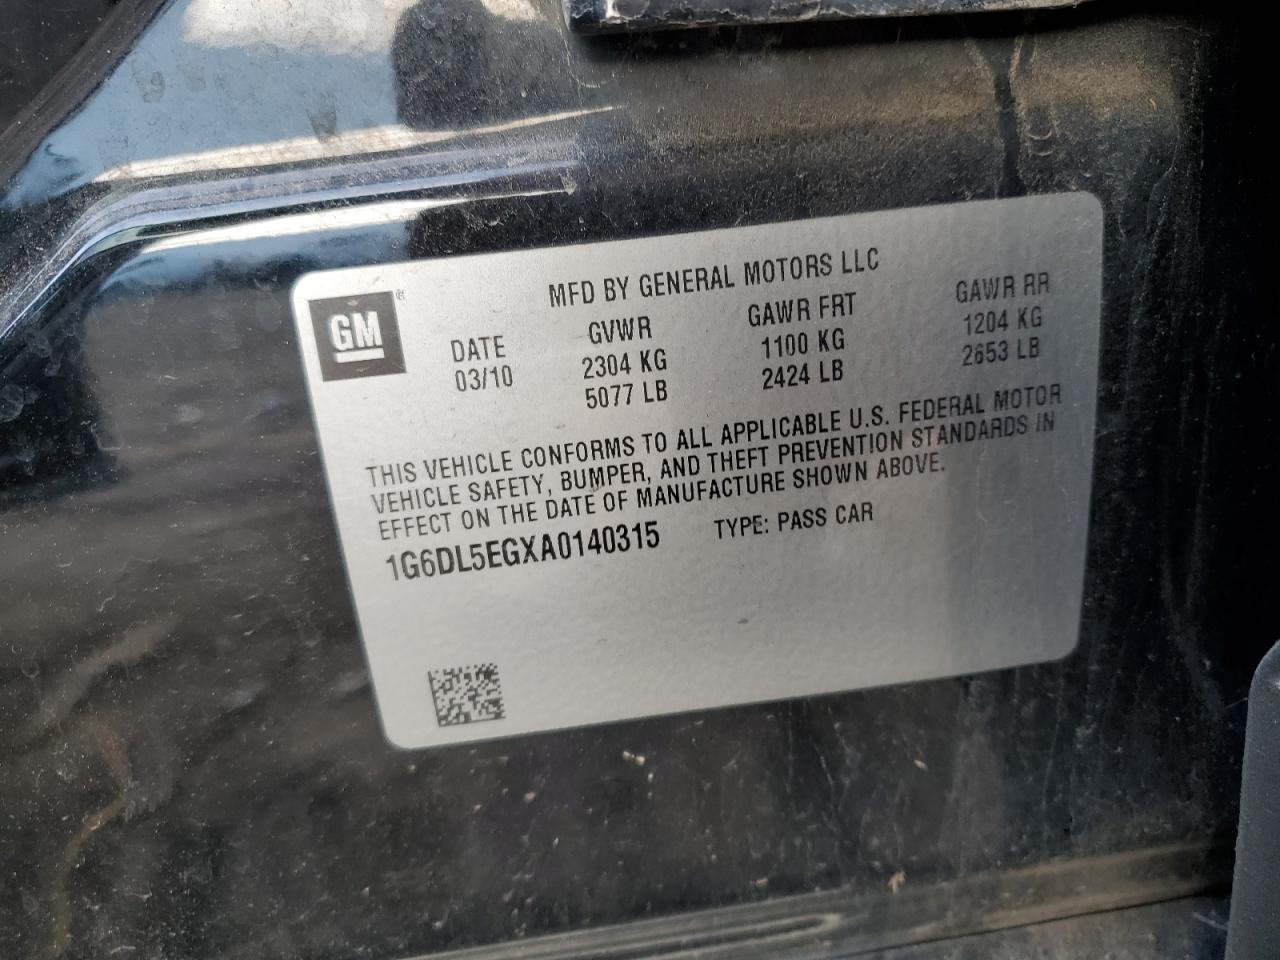 MFD BY GENERAL MOTORS LLC
GM®
DATE GVWR GAWR FRT GAWR RR
03/10 2304 KG 1100 KG 1204 KG
5077 LB 2424 LB 2653 LB
THIS VEHICLE CONFORMS TO ALL APPLICABLE U.S. FEDERAL MOTOR
VEHICLE SAFETY, BUMPER, AND THEFT PREVENTION STANDARDS IN
EFFECT ON THE DATE OF MANUFACTURE SHOWN ABOVE.
1G6DL5EGXA0140315 TYPE: PASS CAR